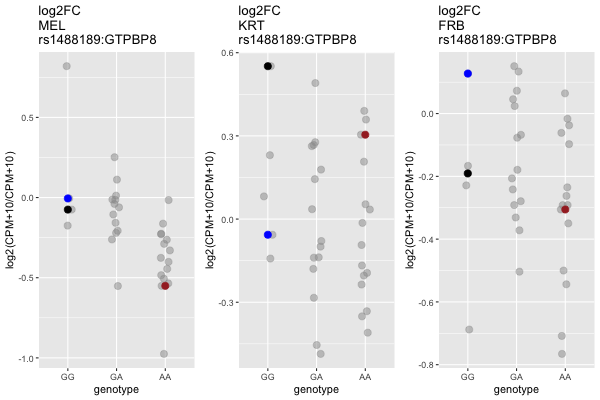 log2FC
MEL
rs1488189:GTPBP8
log2(CPM+10/CPM+10)
0.5
0.0
-0.5
-1.0
GG
GA
AA
genotype
log2FC
KRT
rs1488189:GTPBP8
log2(CPM+10/CPM+10)
0.6
0.3
0.0
-0.3
GG
GA
AA
genotype
log2FC
FRB
rs1488189:GTPBP8
log2(CPM+10/CPM+10)
0.0
-0.2
-0.4
-0.6
-0.8
GG
GA
AA
genotype